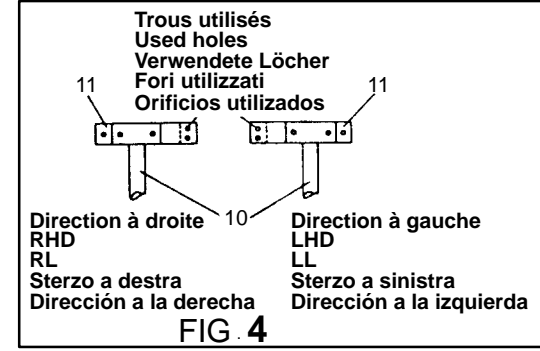 Trous utilisés
Used holes
Verwendete Löcher
Fori utilizzati
Orificios utilizados
11
11
10
Direction à droite
RHD
RL
Sterzo a destra
Dirección a la derecha
Direction à gauche
LHD
LL
Sterzo a sinistra
Dirección a la izquierda
FIG. 4